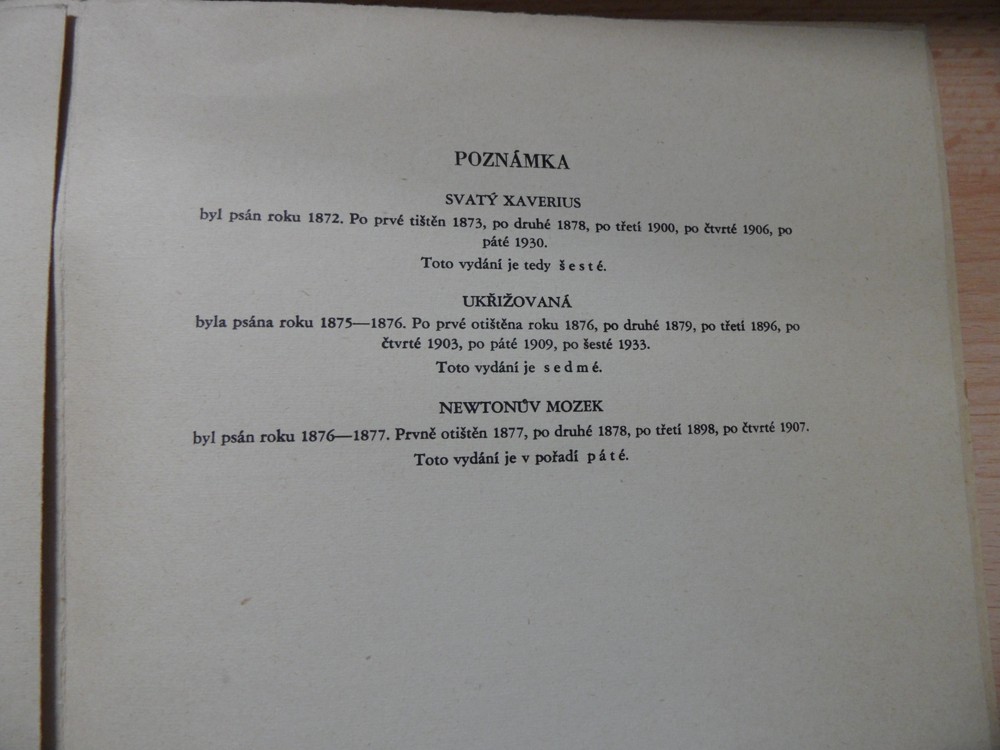 POZNÁMKA
SVATÝ XAVERIUS
byl psán roku 1872. Po prvé tištěn 1873, po druhé 1878, po třetí 1900, po čtvrté 1906, po
páté 1930.
Toto vydání je tedy šesté.
UKŘIŽOVANÁ
byla psána roku 1875—1876. Po prvé otištěna roku 1876, po druhé 1879, po třetí 1896, po
čtvrté 1903, po páté 1909, po šesté 1933.
Toto vydání je sedmé.
NEWTONŮV MOZEK
byl psán roku 1876—1877. Prvně otištěn 1877, po druhé 1878, po třetí 1898, po čtvrté 1907.
Toto vydání je v pořadí páté.